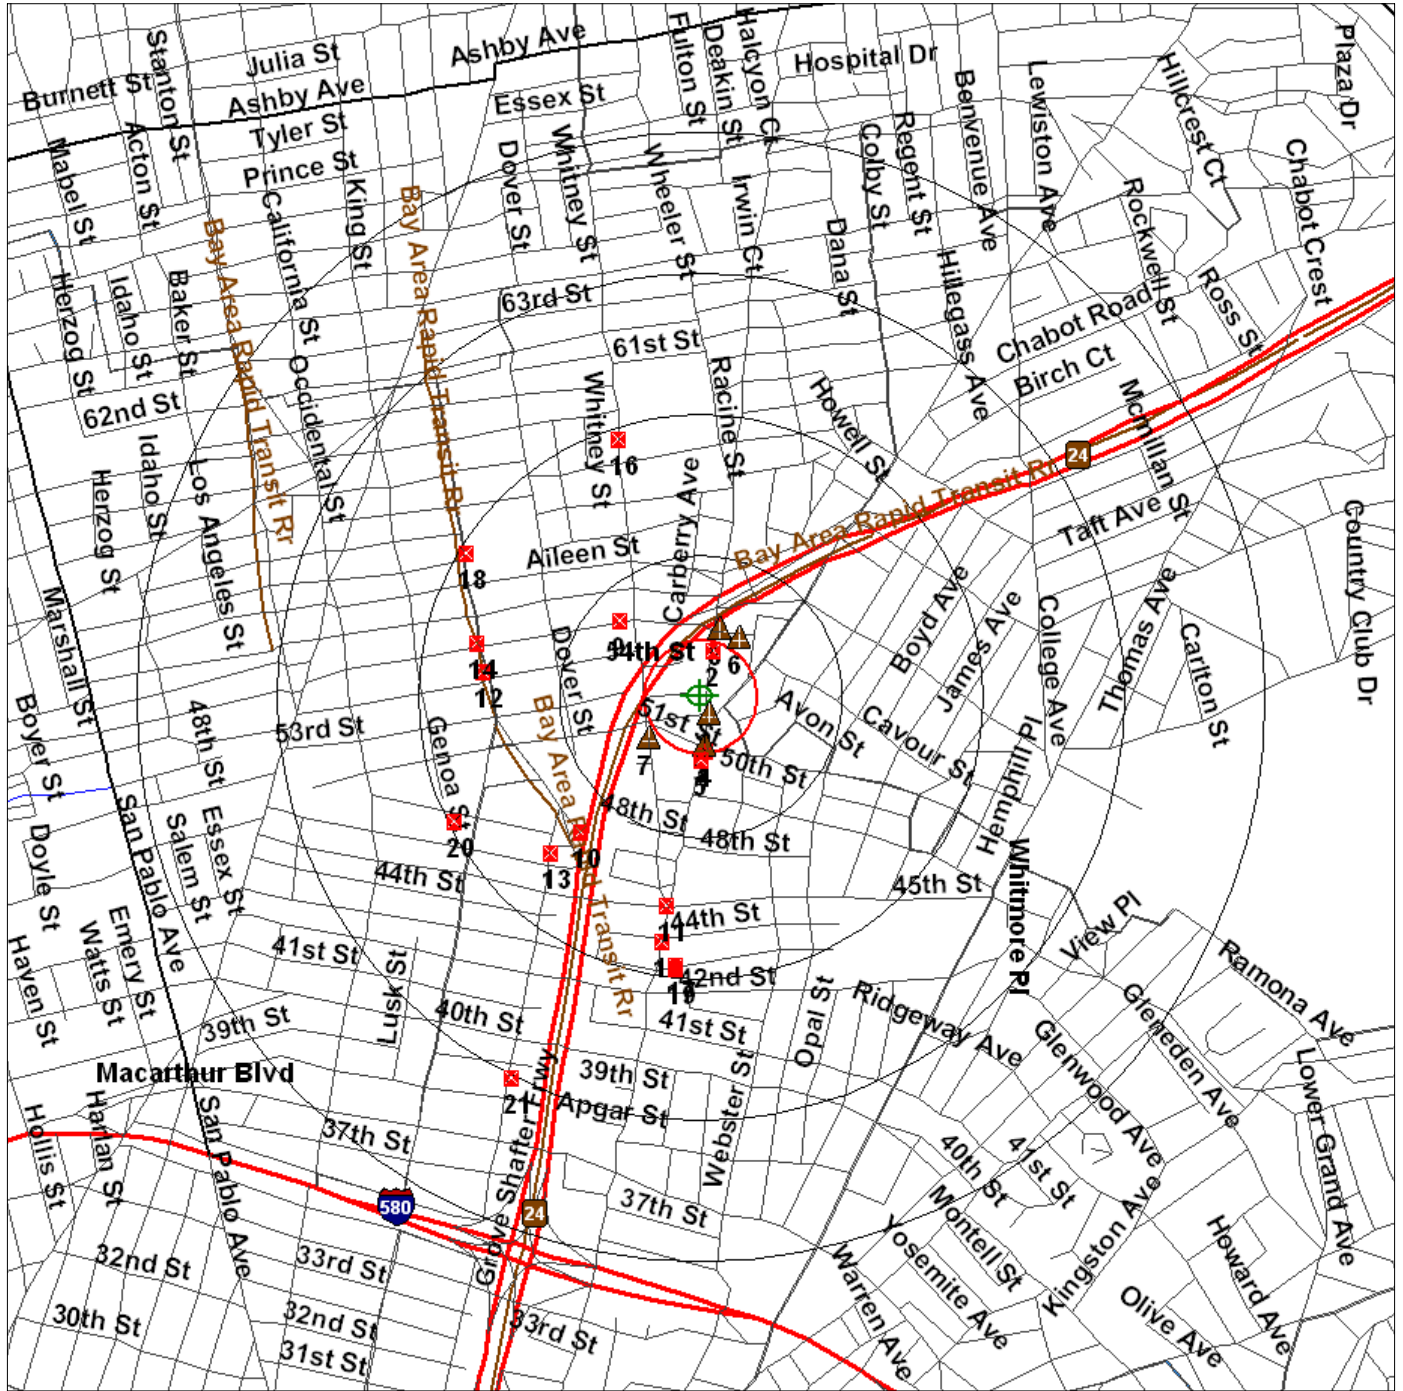 Stanton St
Julia St
Ashby Ave
Fulton St
Deakin St
Halcyon Ct
Hospital Dr
Plaza Dr
Burnett St
Ashby Ave
Essex St
Benvenue Ave
Lewiston Ave
Hillcrest Ct
Mabel St
Acton St
Tyler St
Prince St
King St
Dover St
Whitney St
Wheeler St
Irwin Ct
Colby St
Regent St
Chabot Crest
Rockwell St
California St
Bay Area Rapid Transit Rr
Bay Area Rapid Transit Rr
Dana St
Hillegass Ave
Herzog St
Idaho St
Baker St
63rd St
Ross St
Chabot Road
61st St
Occidental St
Birch Ct
62nd St
Whitney St
Racine St
Howell St
Mcmillan St
Idaho St
Herzog St
Los Angeles St
16
24
Carberry Ave
Bay Area Rapid Transit Rr
Taft Ave
Country Club Dr
Aileen St
18
Marshall St
Boyd Ave
James Ave
College Ave
Thomas Ave
Carlton St
9
54th St
6
2
14
12
Dover St
Boyer St
48th St
53rd St
Genoa St
Bay Area Rapid Transit Rr
51st St
Avon St
Cavour St
Hemphill Pl
7
50th St
5
San Pablo Ave
Doyle St
Salem St
Essex St
48th St
48th St
20
10
13
44th St
45th St
Whitmore Pl
View Pl
Haven St
Watts St
Emery St
41st St
44th St
11
42nd St
19
Ramona Ave
Lusk St
40th St
39th St
41st St
Opal St
Ridgeway Ave
Gleneden Ave
Glenwood Ave
Macarthur Blvd
39th St
21
Apgar St
Webster St
Lower Grand Ave
Hollis St
Harlan St
San Pablo Ave
37th St
Grove Shafter Frwy
40th St
41st St
580
24
37th St
Montell St
Kingston Ave
Yosemite Ave
Howard Ave
32nd St
33rd St
Warren Ave
30th St
32nd St
33rd St
Olive Ave
31st St